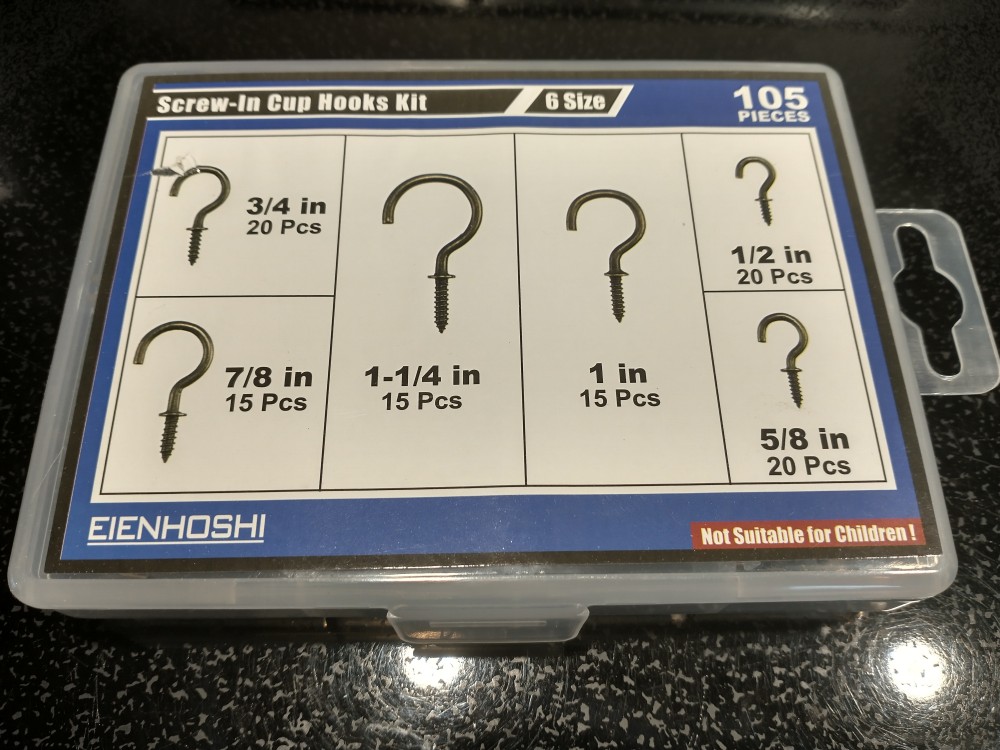 Screw-In Cup Hooks Kit
6 Size
105
PIECES
3/4 in
20 Pcs
7/8 in
15 Pcs
1-1/4 in
15 Pcs
1 in
15 Pcs
1/2 in
20 Pcs
5/8 in
20 Pcs
EIENHOSHI
Not Suitable for Children !